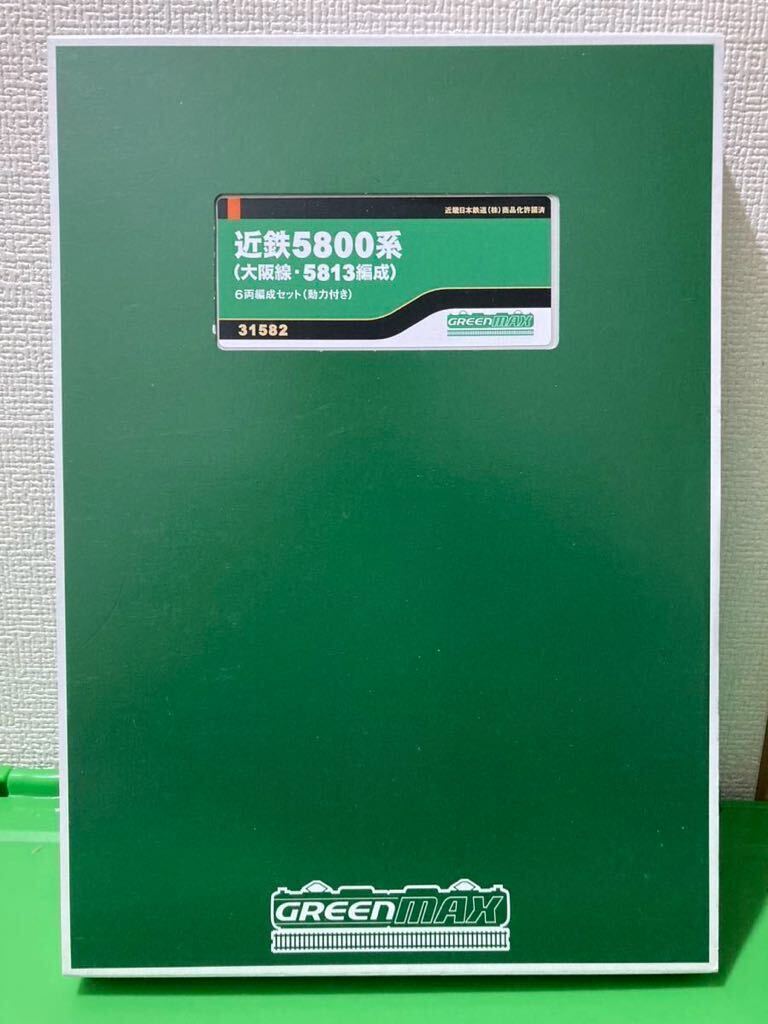 近畿日本鉄道(株)商品化許諾済
近鉄5800系
(大阪線・5813編成)
6両編成セット(動力付き)
31582
GREENMAX
GREENMAX